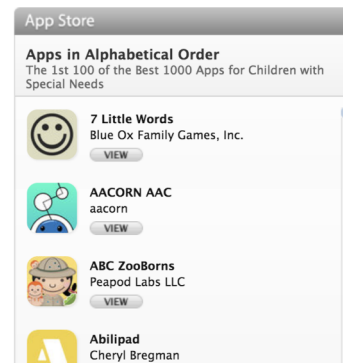 App Store
Apps in Alphabetical Order
The 1st 100 of the Best 1000 Apps for Children with
Special Needs
7 Little Words
Blue Ox Family Games, Inc.
VIEW
AACORN AAC
aacorn
VIEW
ABC ZooBorns
Peapod Labs LLC
VIEW
Abilipad
Cheryl Bregman